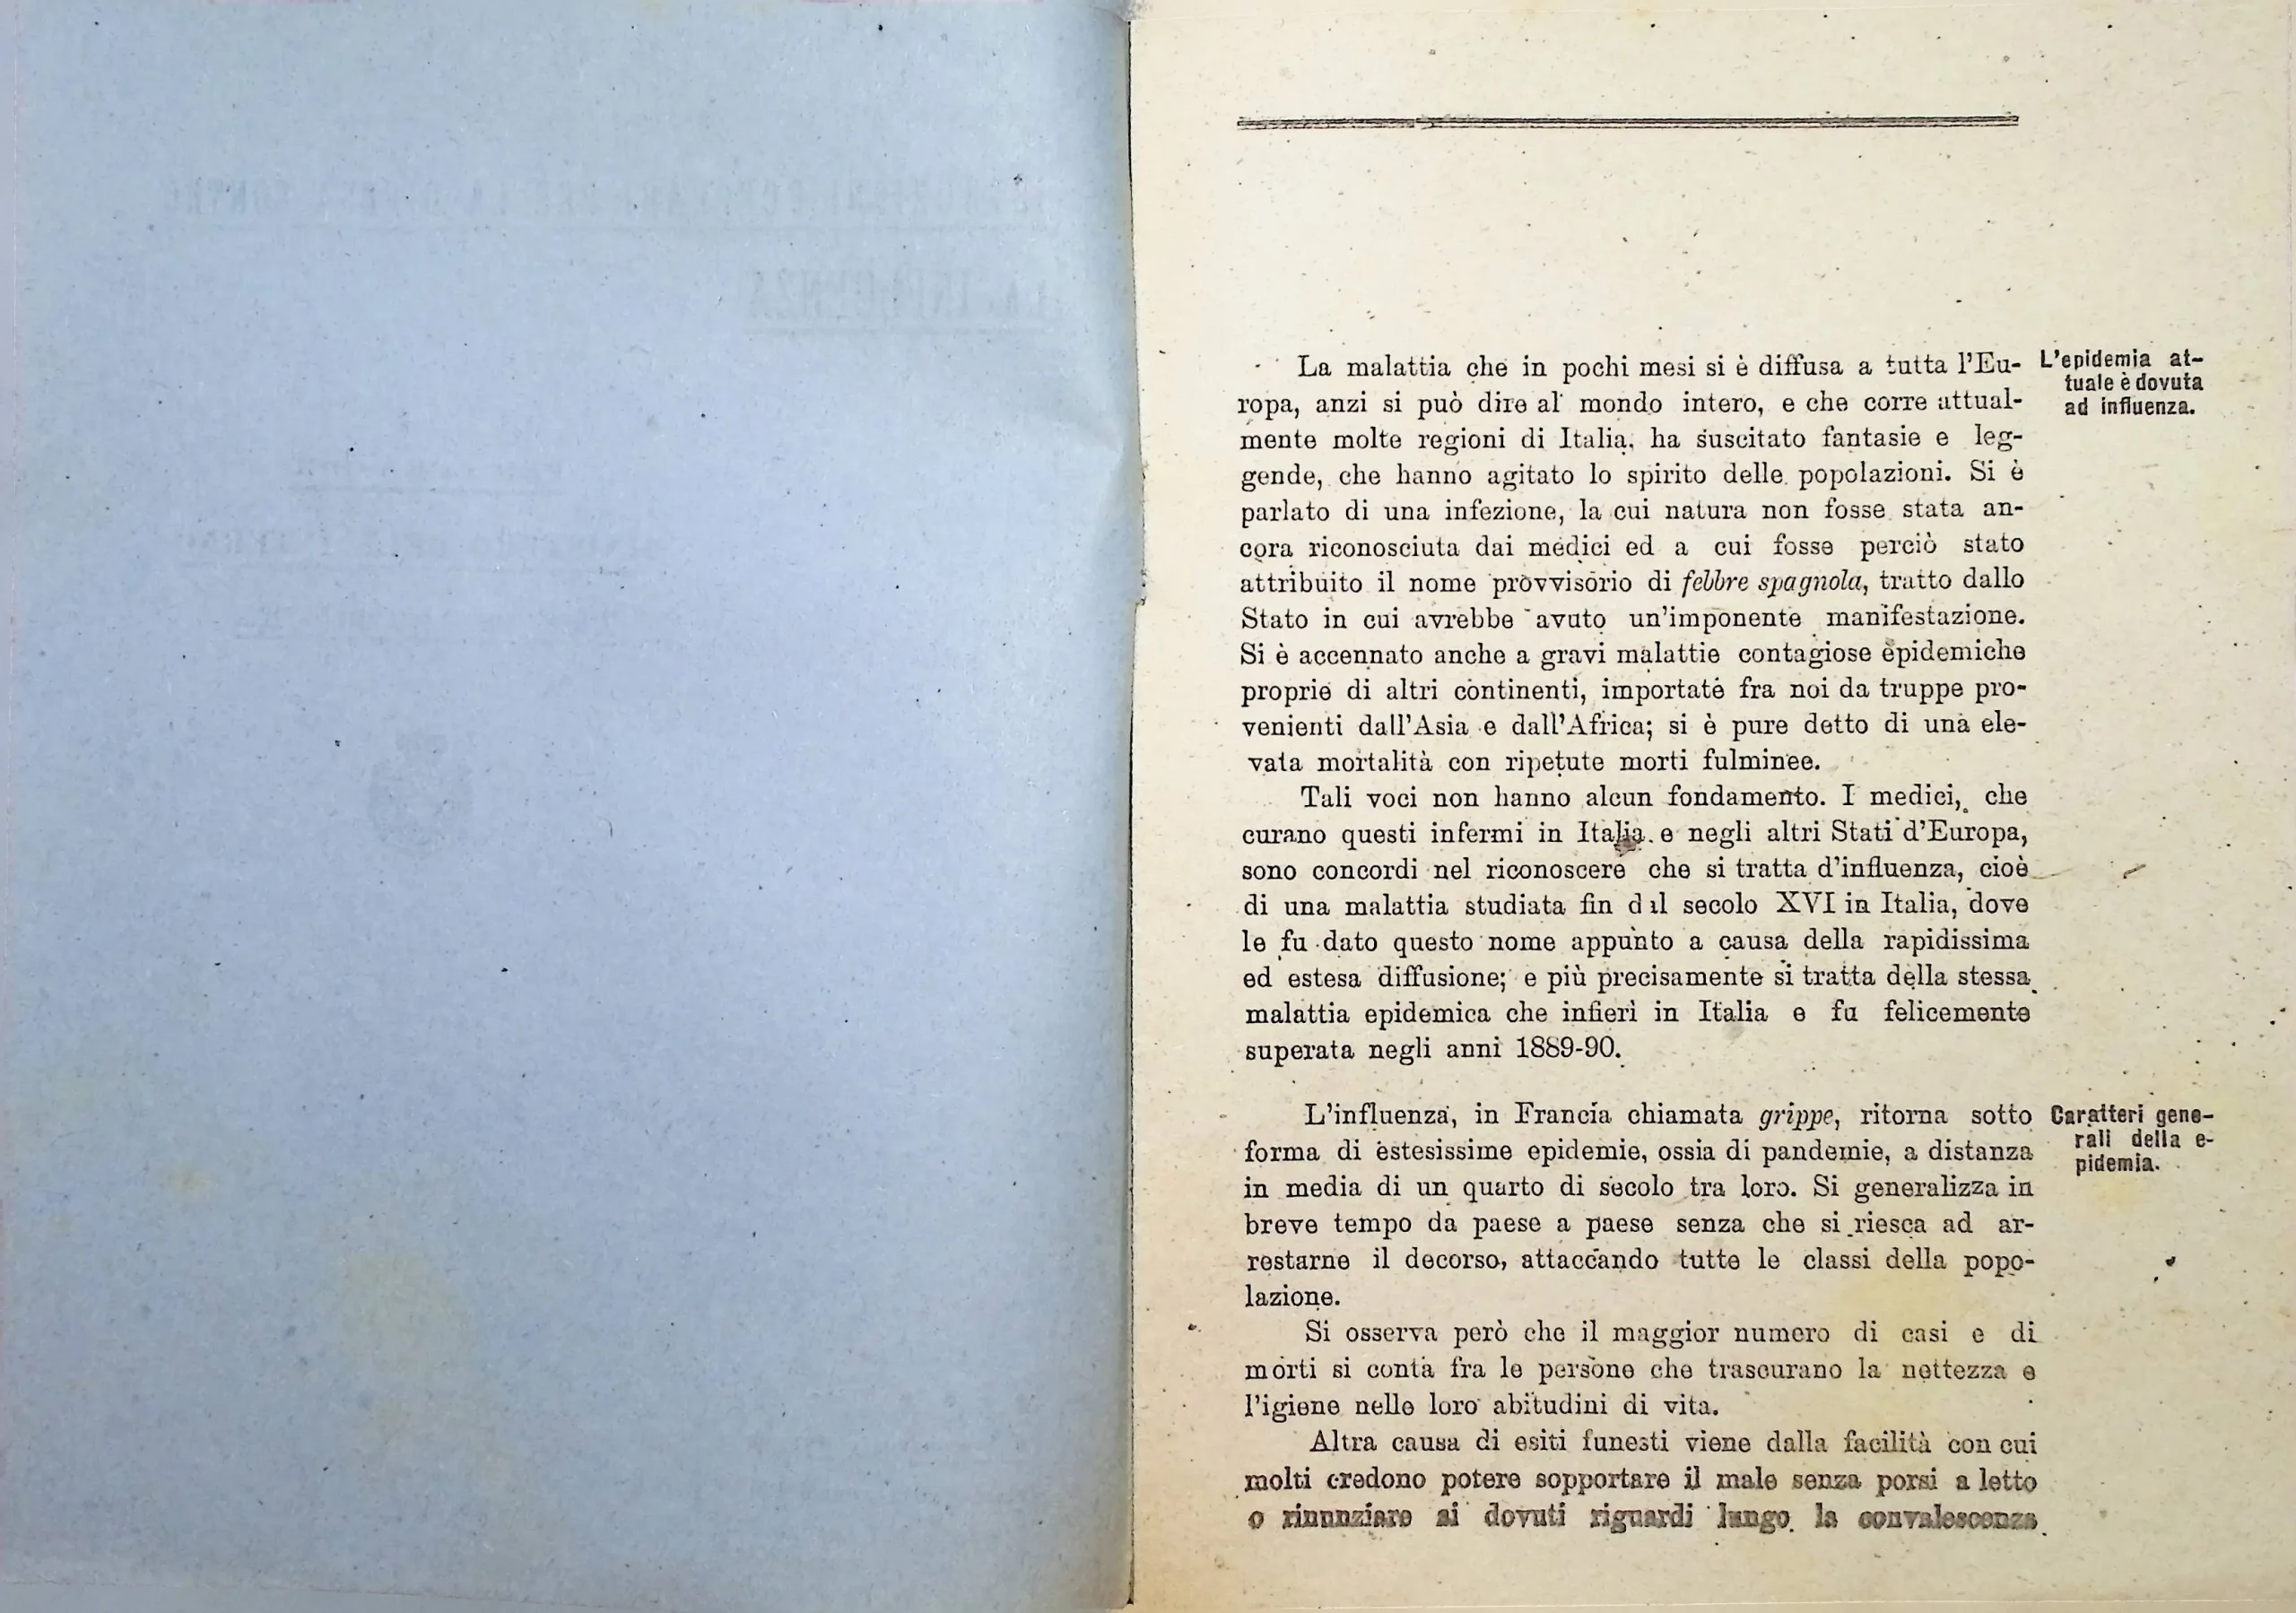 La malattia che in pochi mesi si è diffusa a tutta l'Eu-
ropa, anzi si può dire al mondo intero, e che corre attual-
mente molte regioni di Italia, ha suscitato fantasie e leg-
gende, che hanno agitato lo spirito delle popolazioni. Si è
parlato di una infezione, la cui natura non fosse stata an-
cora riconosciuta dai medici ed a cui fosse perciò stato
attribuito il nome provvisorio di febbre spagnola, tratto dallo
Stato in cui avrebbe avuto un'imponente manifestazione.
Si è accennato anche a gravi malattie contagiose epidemiche
proprie di altri continenti, importate fra noi da truppe pro-
venienti dall'Asia e dall'Africa; si è pure detto di una ele-
vata mortalità con ripetute morti fulminee.
L'epidemia at-
tuale è dovuta
ad influenza.
Tali voci non hanno alcun fondamento. I medici, che
curano questi infermi in Italia e negli altri Stati d'Europa,
sono concordi nel riconoscere che si tratta d'influenza, cioè
di una malattia studiata fin dal secolo XVI in Italia, dove
le fu dato questo nome appunto a causa della rapidissima
ed estesa diffusione; e più precisamente si tratta della stessa
malattia epidemica che infierì in Italia e fu felicemente
superata negli anni 1889-90.
L'influenza, in Francia chiamata grippe, ritorna sotto
forma di estesissime epidemie, ossia di pandemie, a distanza
in media di un quarto di secolo tra loro. Si generalizza in
breve tempo da paese a paese senza che si riesca ad ar-
restarne il decorso, attaccando tutte le classi della popo-
lazione.
Caratteri gene-
rali della e-
pidemia.
Si osserva però che il maggior numero di casi e di
morti si conta fra le persone che trascurano la nettezza e
l'igiene nelle loro abitudini di vita.
Altra causa di esiti funesti viene dalla facilità con cui
molti credono potere sopportare il male senza porsi a letto
o rinunziare ai dovuti riguardi lungo la convalescenza